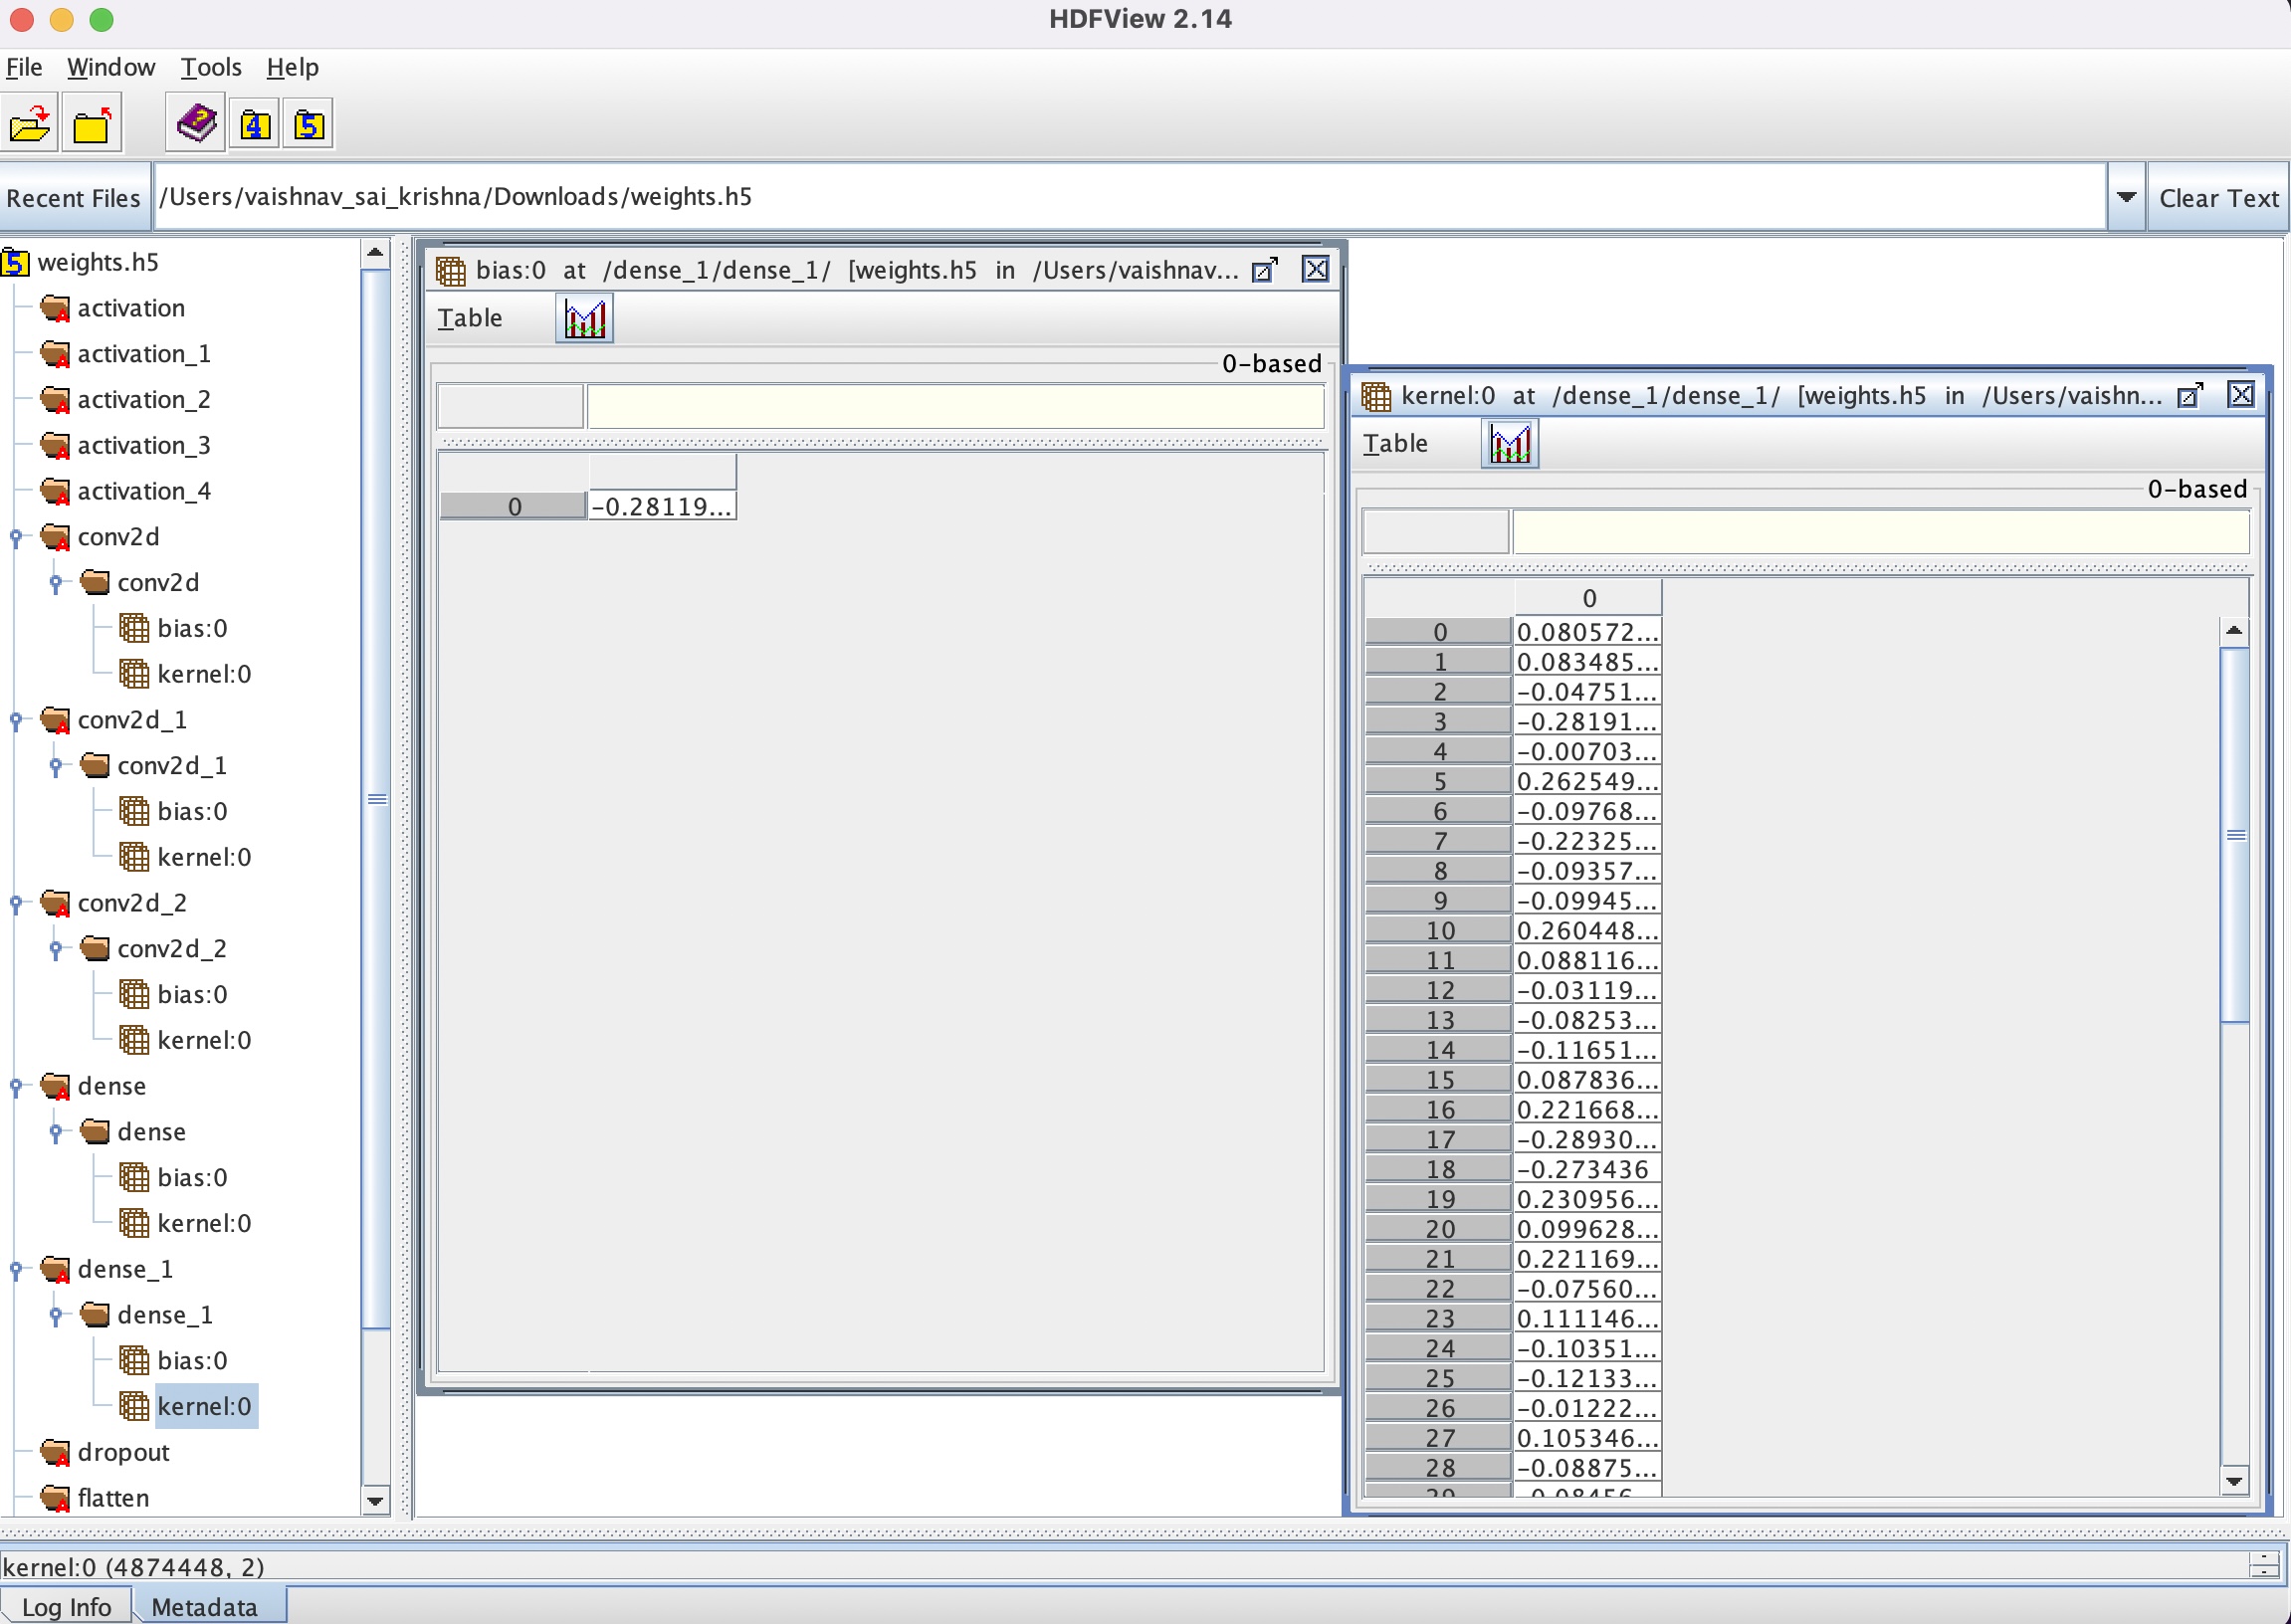 HDFView 2.14
File Window Tools Help
4 5
Recent Files /Users/vaishnav_sai_krishna/Downloads/weights.h5 Clear Text
5 weights.h5
activation
activation_1
activation_2
activation_3
activation_4
conv2d
conv2d
bias:0
kernel:0
conv2d_1
conv2d_1
bias:0
kernel:0
conv2d_2
conv2d_2
bias:0
kernel:0
dense
dense
bias:0
kernel:0
dense_1
dense_1
bias:0
kernel:0
dropout
flatten
bias:0 at /dense_1/dense_1/ [weights.h5 in /Users/vaishnav...
Table
0-based
0 -0.28119...
kernel:0 at /dense_1/dense_1/ [weights.h5 in /Users/vaishn...
Table
0-based
0
0 0.080572...
1 0.083485...
2 -0.04751...
3 -0.28191...
4 -0.00703...
5 0.262549...
6 -0.09768...
7 -0.22325...
8 -0.09357...
9 -0.09945...
10 0.260448...
11 0.088116...
12 -0.03119...
13 -0.08253...
14 -0.11651...
15 0.087836...
16 0.221668...
17 -0.28930...
18 -0.273436
19 0.230956...
20 0.099628...
21 0.221169...
22 -0.07560...
23 0.111146...
24 -0.10351...
25 -0.12133...
26 -0.01222...
27 0.105346...
28 -0.08875...
kernel:0 (4874448, 2)
Log Info Metadata